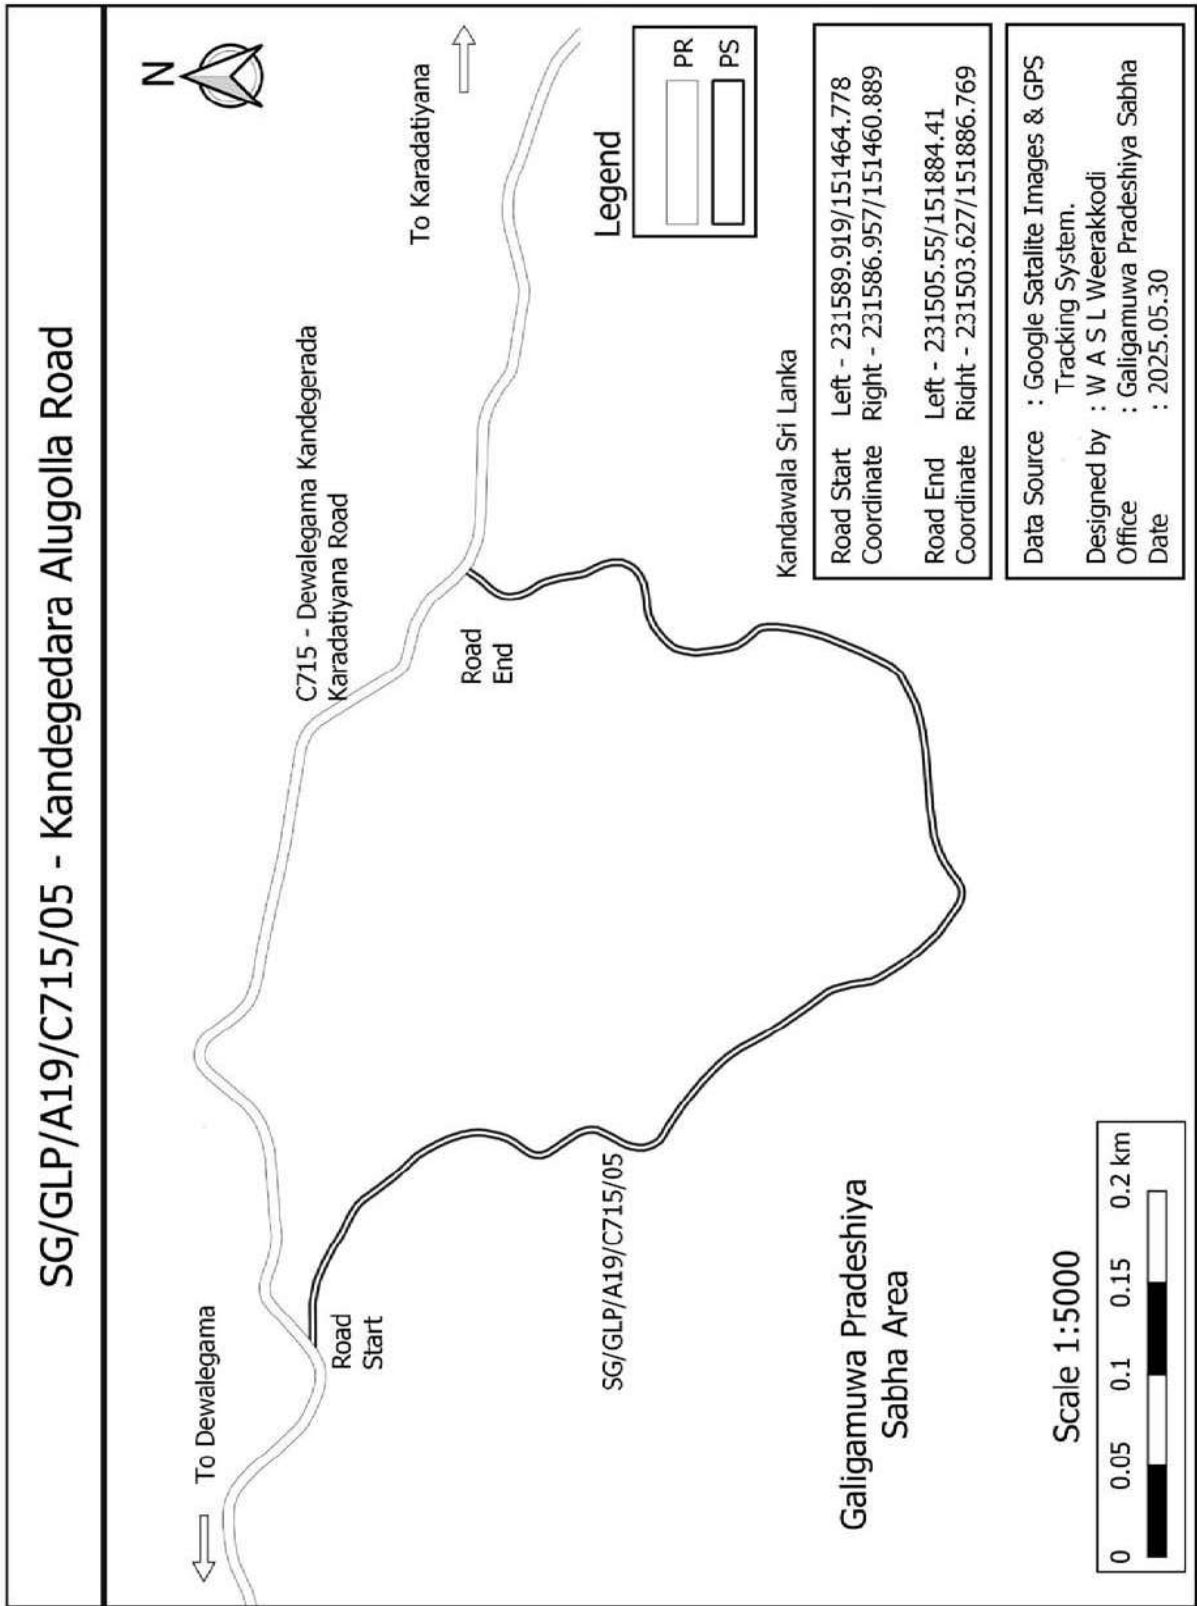 SG/GLP/A19/C715/05 - Kandegedara Alugolla Road
N
To Dewalegama
To Karadatiyana
C715 - Dewalegama Kandegerada
Karadatiyana Road
Road
Start
Road
End
SG/GLP/A19/C715/05
Legend
PR
PS
Kandawala Sri Lanka
Road Start Left - 231589.919/151464.778
Coordinate Right - 231586.957/151460.889
Road End Left - 231505.55/151884.41
Coordinate Right - 231503.627/151886.769
Galigamuwa Pradeshiya
Sabha Area
Scale 1:5000
0 0.05 0.1 0.15 0.2 km
Data Source : Google Satalite Images & GPS
Tracking System.
Designed by : W A S L Weerakkodi
Office : Galigamuwa Pradeshiya Sabha
Date : 2025.05.30